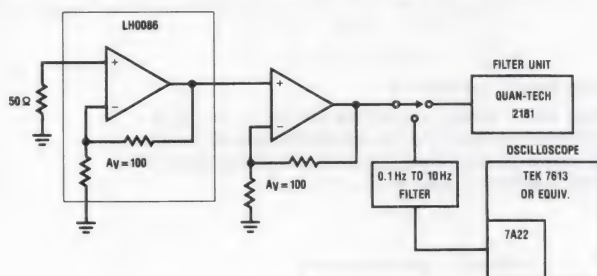 LH0086
+
−
50 Ω
AV = 100
+
−
AV = 100
FILTER UNIT
QUAN-TECH
2181
OSCILLOSCOPE
0.1 Hz TO 10 Hz
FILTER
TEK 7613
OR EQUIV.
7A22